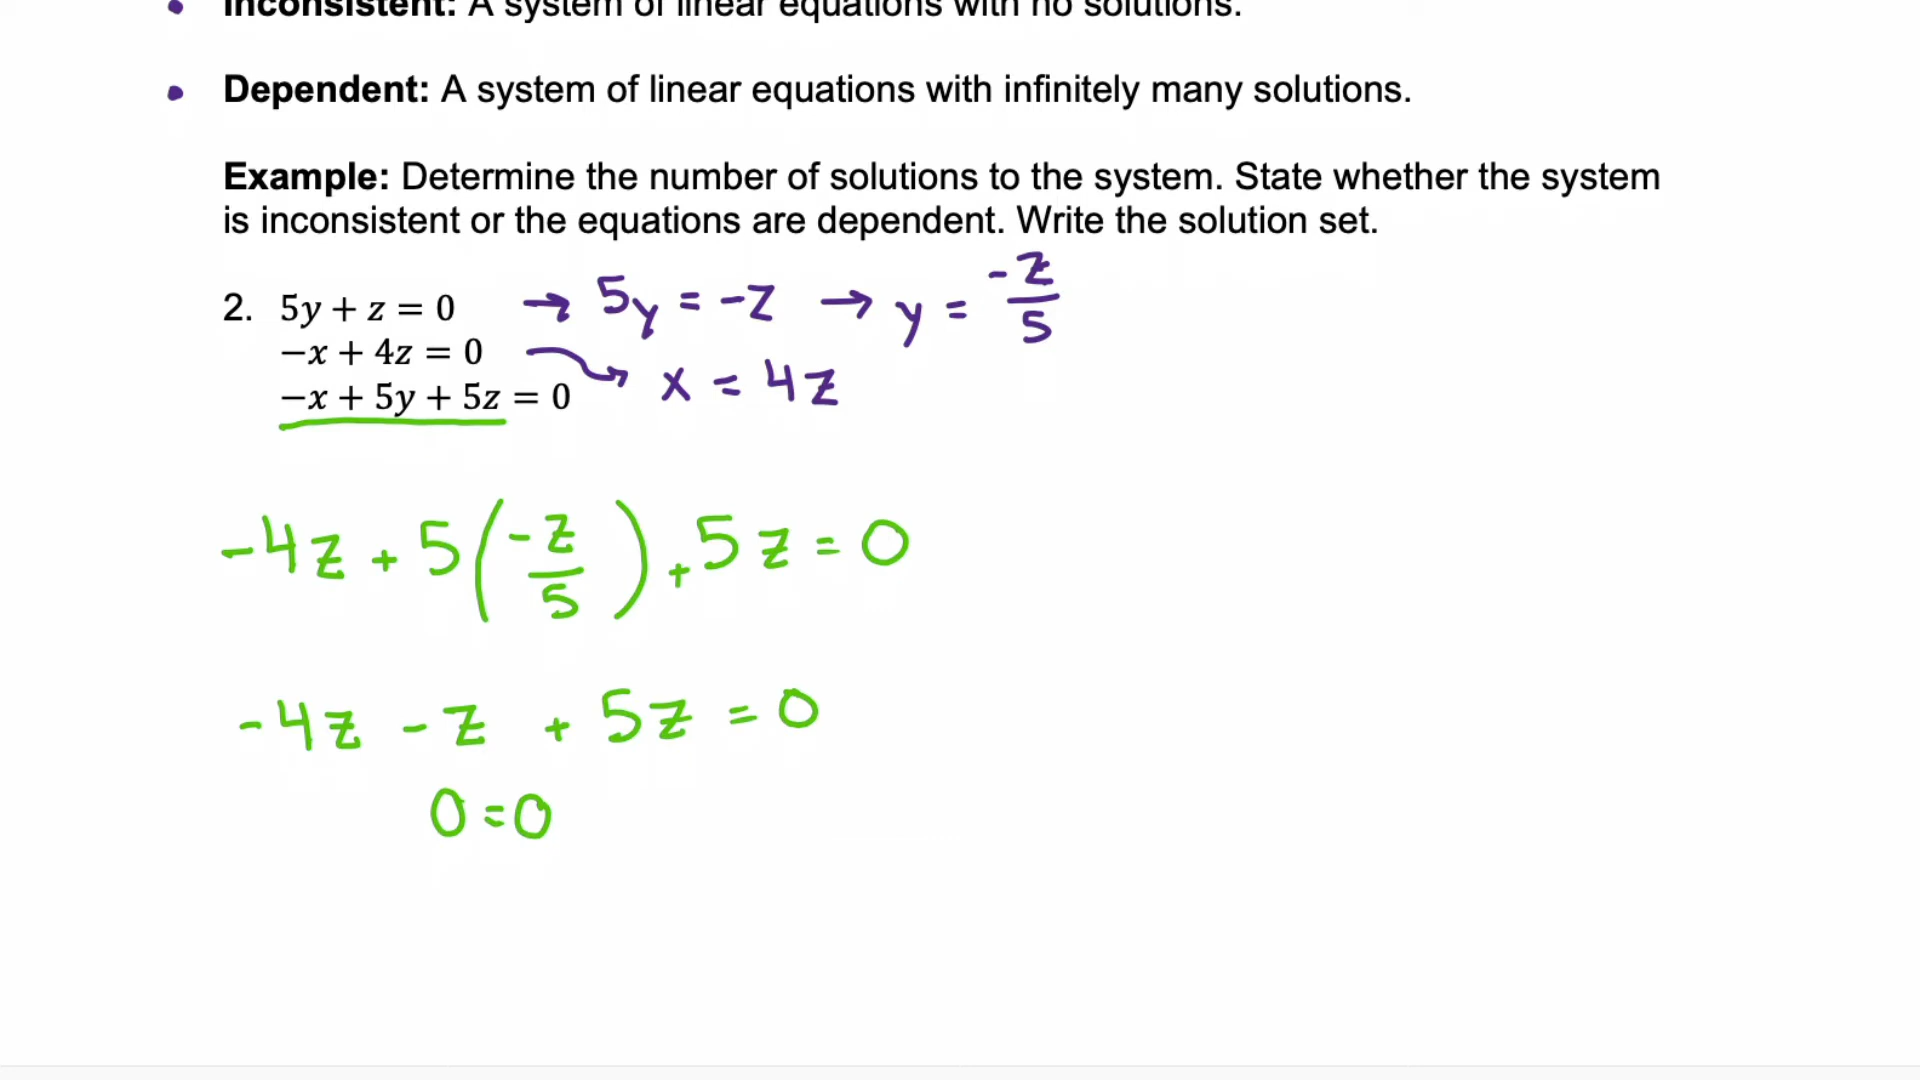 • Inconsistent: A system of linear equations with no solutions.
• Dependent: A system of linear equations with infinitely many solutions.
Example: Determine the number of solutions to the system. State whether the system
is inconsistent or the equations are dependent. Write the solution set.
2. 5y + z = 0 → 5y = -z → y = -z/5
−x + 4z = 0 → x = 4z
−x + 5y + 5z = 0
-4z + 5(-z/5) + 5z = 0
-4z - z + 5z = 0
0 = 0